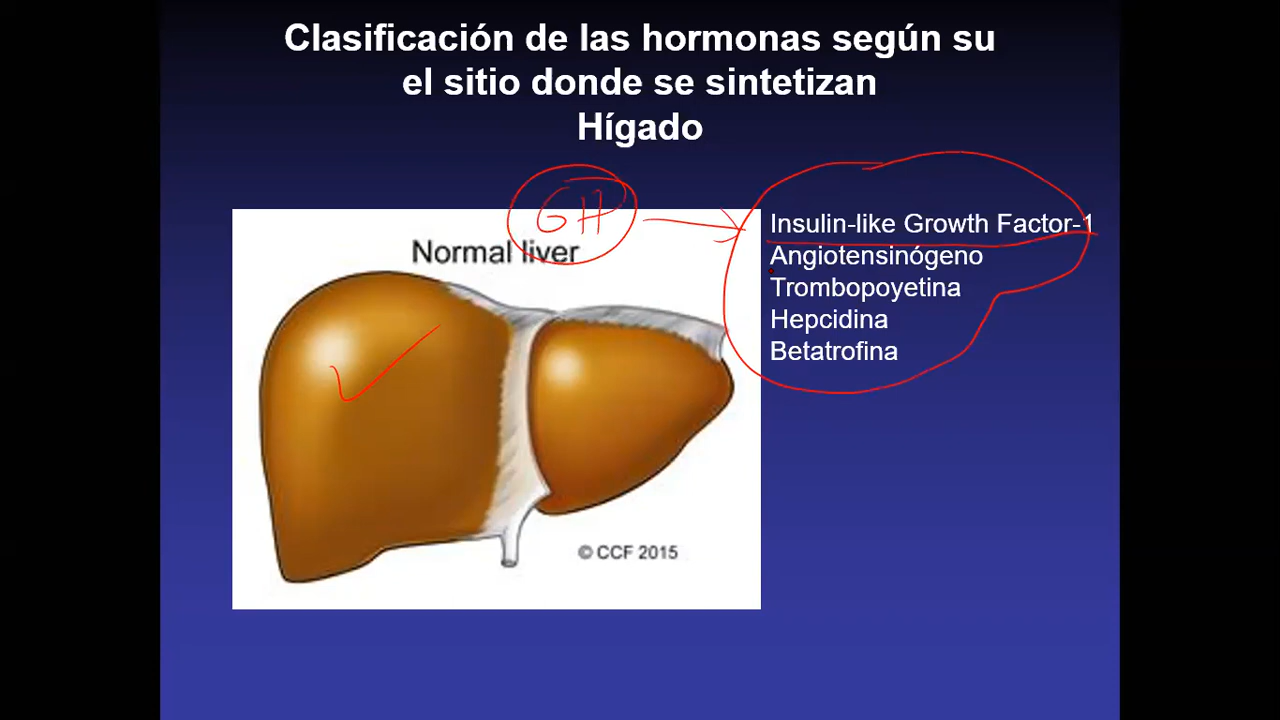 Clasificación de las hormonas según su
el sitio donde se sintetizan
Hígado
GH
Normal liver
Insulin-like Growth Factor-1
Angiotensinógeno
Trombopoyetina
Hepcidina
Betatrofina
© CCF 2015